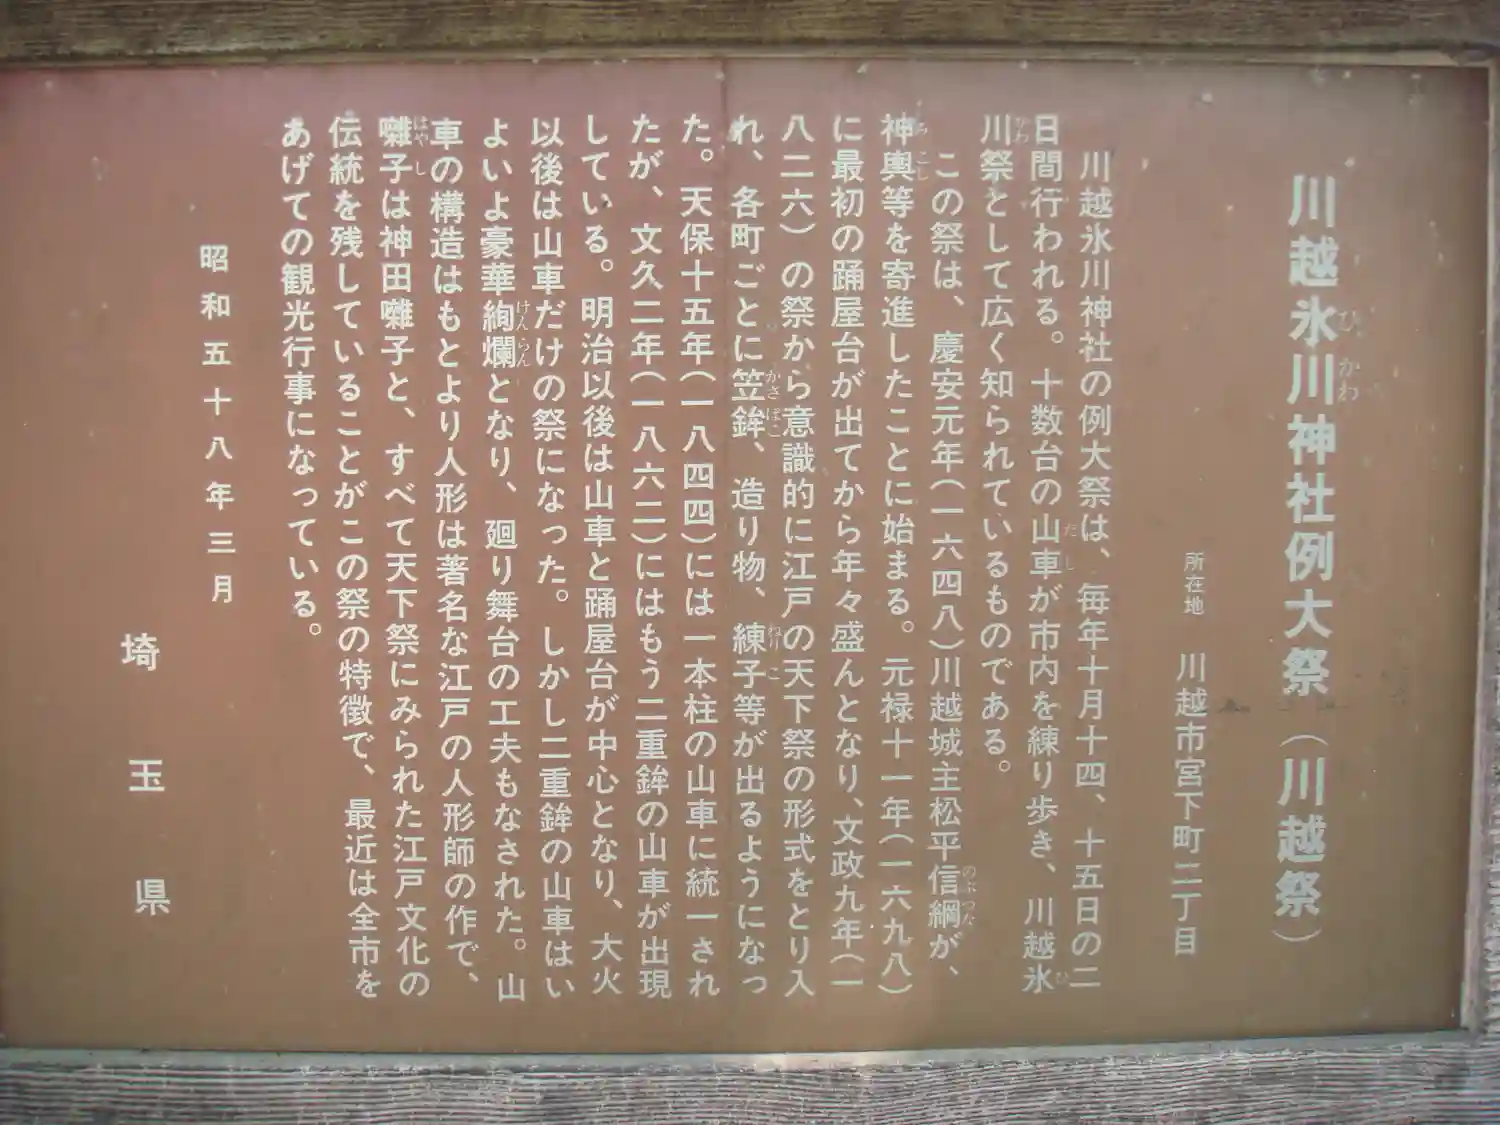 川越氷川神社例大祭（川越祭）
所在地　川越市宮下町二丁目
川越氷川神社の例大祭は、毎年十月十四、十五日の二
日間行われる。十数台の山車が市内を練り歩き、川越氷
川祭として広く知られているものである。
この祭は、慶安元年（一六四八）川越城主松平信綱が、
神輿等を寄進したことに始まる。元禄十一年（一六九八）
に最初の踊屋台が出てから年々盛んとなり、文政九年（一
八二六）の祭から意識的に江戸の天下祭の形式をとり入
れ、各町ごとに笠鉾、造り物、練子等が出るようになっ
た。天保十五年（一八四四）には一本柱の山車に統一され
たが、文久二年（一八六二）にはもう二重鉾の山車が出現
している。明治以後は山車と踊屋台が中心となり、大火
以後は山車だけの祭になった。しかし二重鉾の山車はい
よいよ豪華絢爛となり、廻り舞台の工夫もなされた。山
車の構造はもとより人形は著名な江戸の人形師の作で、
囃子は神田囃子と、すべて天下祭にみられた江戸文化の
伝統を残していることがこの祭の特徴で、最近は全市を
あげての観光行事になっている。
昭和五十八年三月
埼玉県